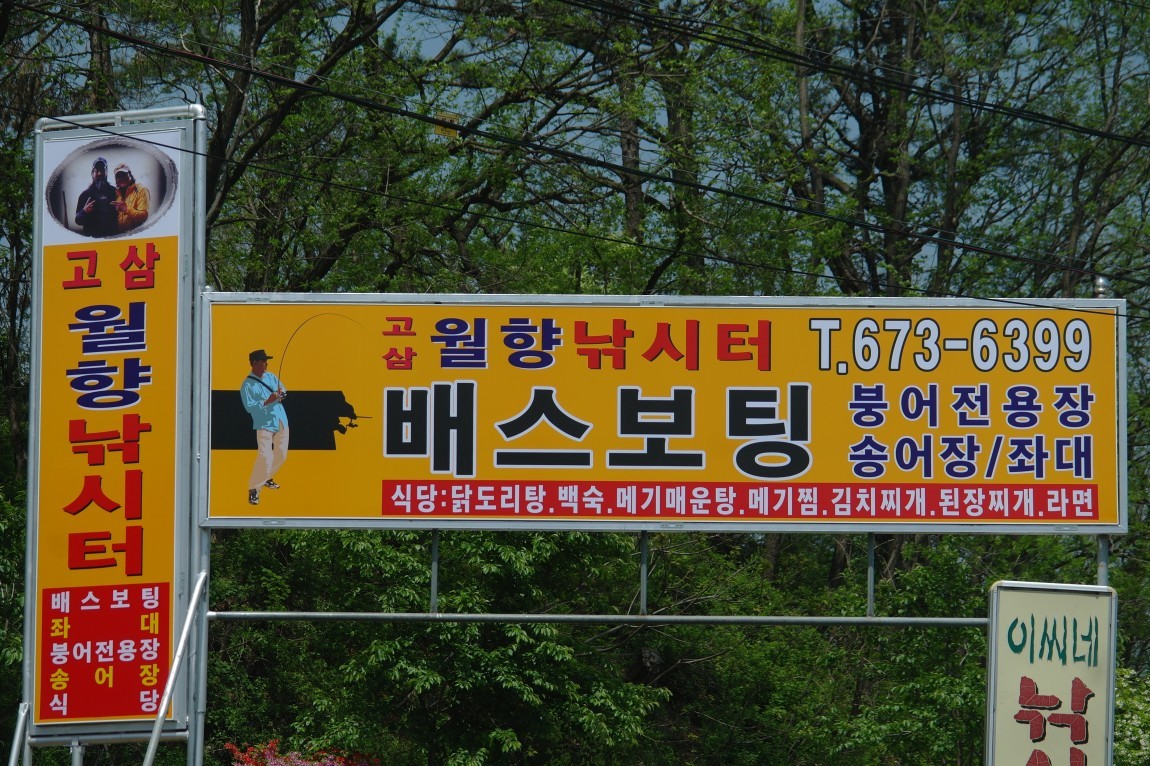 고삼
월향
낚시터
배스보팅
좌대
붕어전용장
송어장
식당
고삼 월향낚시터 T.673-6399
배스보팅
붕어전용장
송어장/좌대
식당:닭도리탕.백숙.메기매운탕.메기찜.김치찌개.된장찌개.라면
이씨네
낚